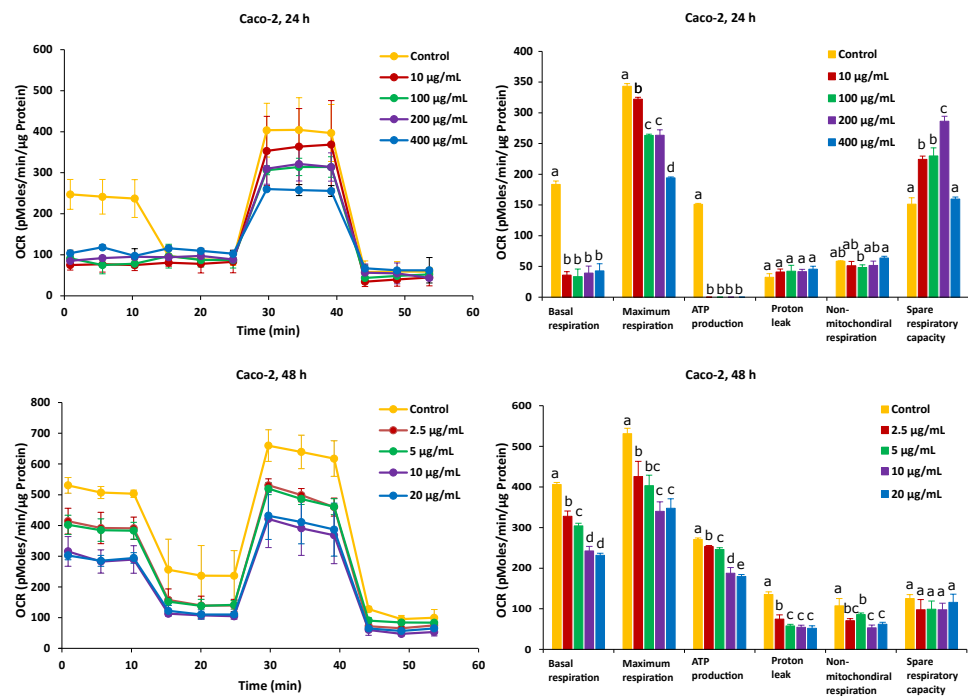 Caco-2, 24 h
OCR (pMoles/min/µg Protein)
600
500
400
300
200
100
0
0 10 20 30 40 50 60
Time (min)
Control
10 µg/mL
100 µg/mL
200 µg/mL
400 µg/mL
Caco-2, 24 h
OCR (pMoles/min/µg Protein)
400
350
300
250
200
150
100
50
0
Control
10 µg/mL
100 µg/mL
200 µg/mL
400 µg/mL
a b b b b
a b c c d
a b b b b
a a a a a
ab ab b ab a
a b b c a
Basal
respiration
Maximum
respiration
ATP
production
Proton
leak
Non-
mitochondiral
respiration
Spare
respiratory
capacity
Caco-2, 48 h
OCR (pMoles/min/µg Protein)
800
700
600
500
400
300
200
100
0
0 10 20 30 40 50 60
Time (min)
Control
2.5 µg/mL
5 µg/mL
10 µg/mL
20 µg/mL
Caco-2, 48 h
OCR (pMoles/min/µg Protein)
600
500
400
300
200
100
0
Control
2.5 µg/mL
5 µg/mL
10 µg/mL
20 µg/mL
a b c d d
a b bc c c
a b c d e
a b c c c
a bc b c c
a a a a a
Basal
respiration
Maximum
respiration
ATP
production
Proton
leak
Non-
mitochondrial
respiration
Spare
respiratory
capacity